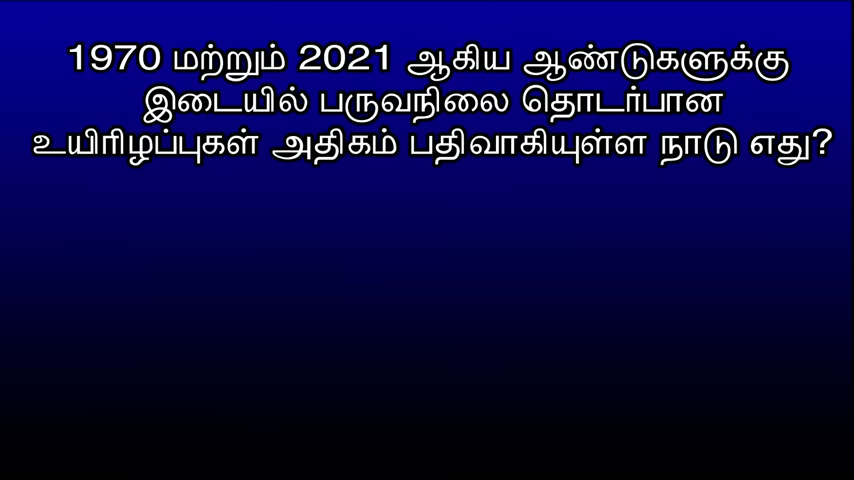 1970 மற்றும் 2021 ஆகிய ஆண்டுகளுக்கு
இடையில் பருவநிலை தொடர்பான
உயிரிழப்புகள் அதிகம் பதிவாகியுள்ள நாடு எது?